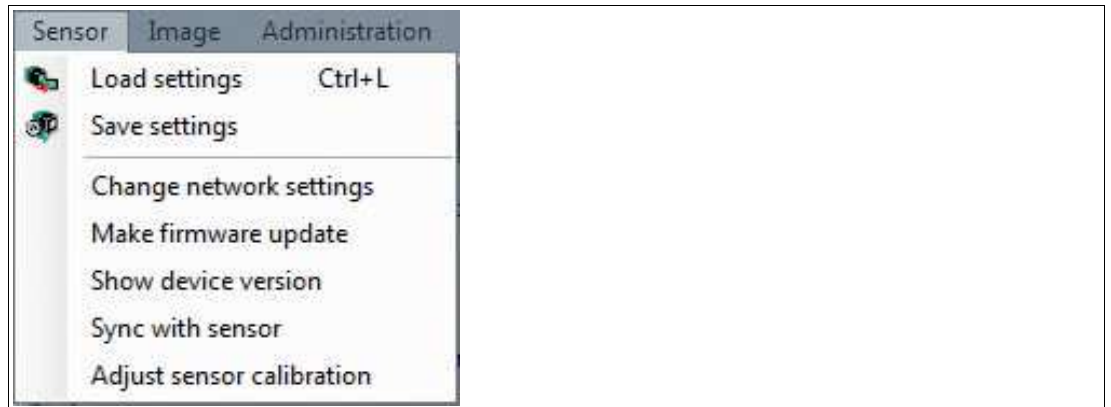 Sensor Image Administration
Load settings Ctrl+L
Save settings
Change network settings
Make firmware update
Show device version
Sync with sensor
Adjust sensor calibration